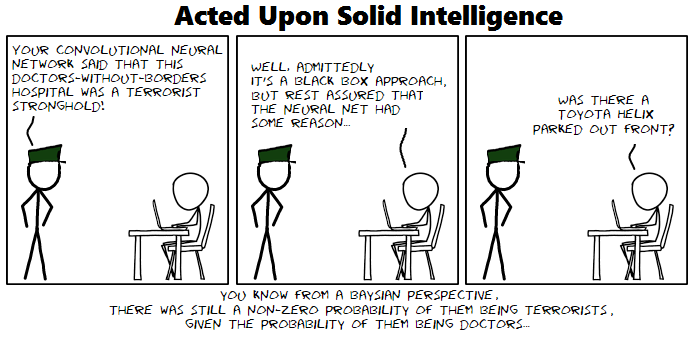 Acted Upon Solid Intelligence
YOUR CONVOLUTIONAL NEURAL
NETWORK SAID THAT THIS
DOCTORS-WITHOUT-BORDERS
HOSPITAL WAS A TERRORIST
STRONGHOLD!
WELL, ADMITTEDLY
IT'S A BLACK BOX APPROACH,
BUT REST ASSURED THAT
THE NEURAL NET HAD
SOME REASON...
WAS THERE A
TOYOTA HELIX
PARKED OUT FRONT?
YOU KNOW FROM A BAYSIAN PERSPECTIVE,
THERE WAS STILL A NON-ZERO PROBABILITY OF THEM BEING TERRORISTS,
GIVEN THE PROBABILITY OF THEM BEING DOCTORS...